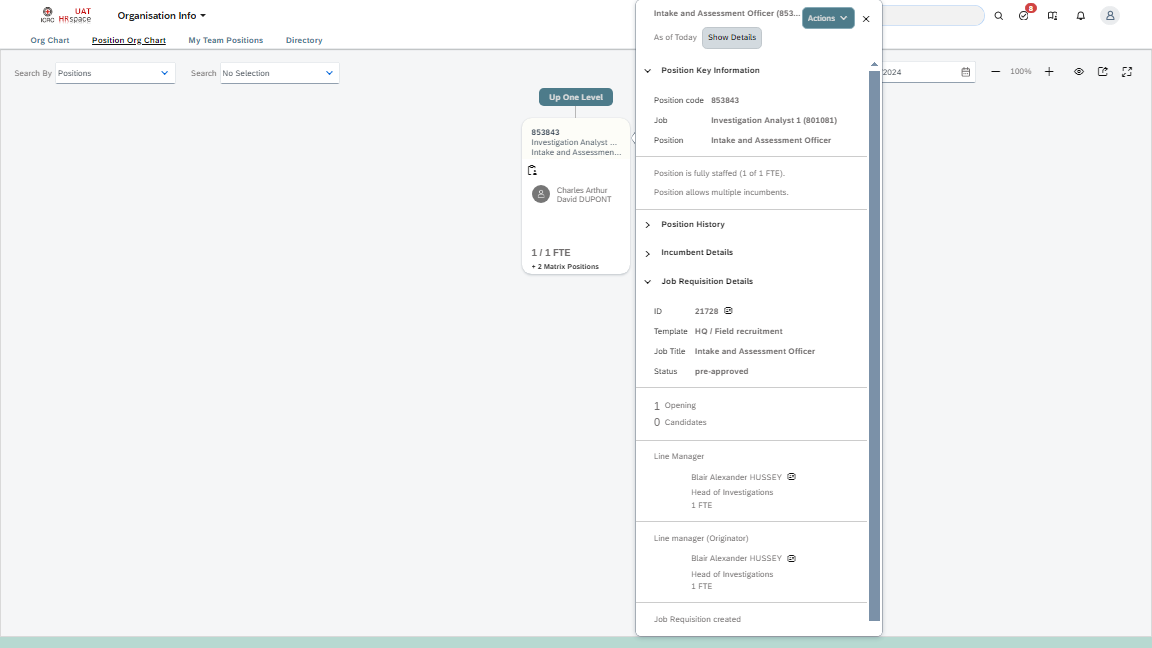 ICRC
UAT
HRspace
Organisation Info
8
Org Chart
Position Org Chart
My Team Positions
Directory
Search By
Positions
Search
No Selection
2024
100%
Up One Level
853843
Investigation Analyst ...
Intake and Assessmen...
Charles Arthur
David DUPONT
1 / 1 FTE
+ 2 Matrix Positions
Intake and Assessment Officer (853...
Actions
As of Today
Show Details
Position Key Information
Position code 853843
Job Investigation Analyst 1 (801081)
Position Intake and Assessment Officer
Position is fully staffed (1 of 1 FTE).
Position allows multiple incumbents.
Position History
Incumbent Details
Job Requisition Details
ID 21728
Template HQ / Field recruitment
Job Title Intake and Assessment Officer
Status pre-approved
1 Opening
0 Candidates
Line Manager
Blair Alexander HUSSEY
Head of Investigations
1 FTE
Line manager (Originator)
Blair Alexander HUSSEY
Head of Investigations
1 FTE
Job Requisition created